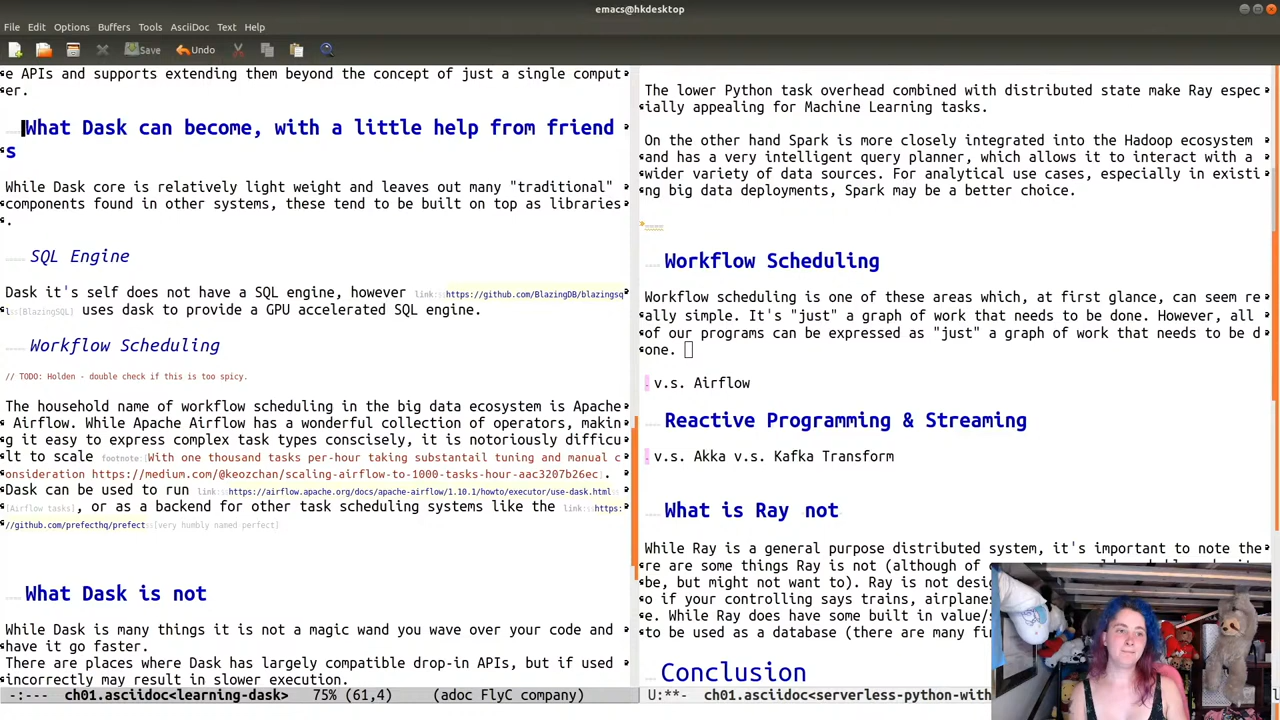 emacs@hkdesktop
File Edit Options Buffers Tools AsciiDoc Text Help
Save Undo
e APIs and supports extending them beyond the concept of just a single comput
er.
What Dask can become, with a little help from friend
s
While Dask core is relatively light weight and leaves out many "traditional"
components found in other systems, these tend to be built on top as libraries
.
SQL Engine
Dask it's self does not have a SQL engine, however link: https://github.com/BlazingDB/blazingsq
l [BlazingSQL] uses dask to provide a GPU accelerated SQL engine.
Workflow Scheduling
// TODO: Holden - double check if this is too spicy.
The household name of workflow scheduling in the big data ecosystem is Apache
Airflow. While Apache Airflow has a wonderful collection of operators, makin
g it easy to express complex task types conscisely, it is notoriously difficu
lt to scale footnote:[With one thousand tasks per-hour taking substantail tuning and manual c
onsideration https://medium.com/@keozchan/scaling-airflow-to-1000-tasks-hour-aac3207b26ec].
Dask can be used to run link: https://airflow.apache.org/docs/apache-airflow/1.10.1/howto/executor/use-dask.html
[Airflow tasks], or as a backend for other task scheduling systems like the link: https:
//github.com/prefecthq/prefect [very humbly named perfect]
What Dask is not
While Dask is many things it is not a magic wand you wave over your code and
have it go faster.
There are places where Dask has largely compatible drop-in APIs, but if used
incorrectly may result in slower execution.
-:--- ch01.asciidoc<learning-dask> 75% (61,4) (adoc FlyC company)
The lower Python task overhead combined with distributed state make Ray espec
ially appealing for Machine Learning tasks.
On the other hand Spark is more closely integrated into the Hadoop ecosystem
and has a very intelligent query planner, which allows it to interact with a
wider variety of data sources. For analytical use cases, especially in existi
ng big data deployments, Spark may be a better choice.
Workflow Scheduling
Workflow scheduling is one of these areas which, at first glance, can seem re
ally simple. It's "just" a graph of work that needs to be done. However, all
of our programs can be expressed as "just" a graph of work that needs to be d
one.
. v.s. Airflow
Reactive Programming & Streaming
. v.s. Akka v.s. Kafka Transform
What is Ray not
While Ray is a general purpose distributed system, it's important to note the
re are some things Ray is not (although of
be, but might not want to). Ray is not desig
o if your controlling says trains, airplanes
e. While Ray does have some built in value/s
to be used as a database (there are many fi
Conclusion
U:**- ch01.asciidoc<serverless-python-with